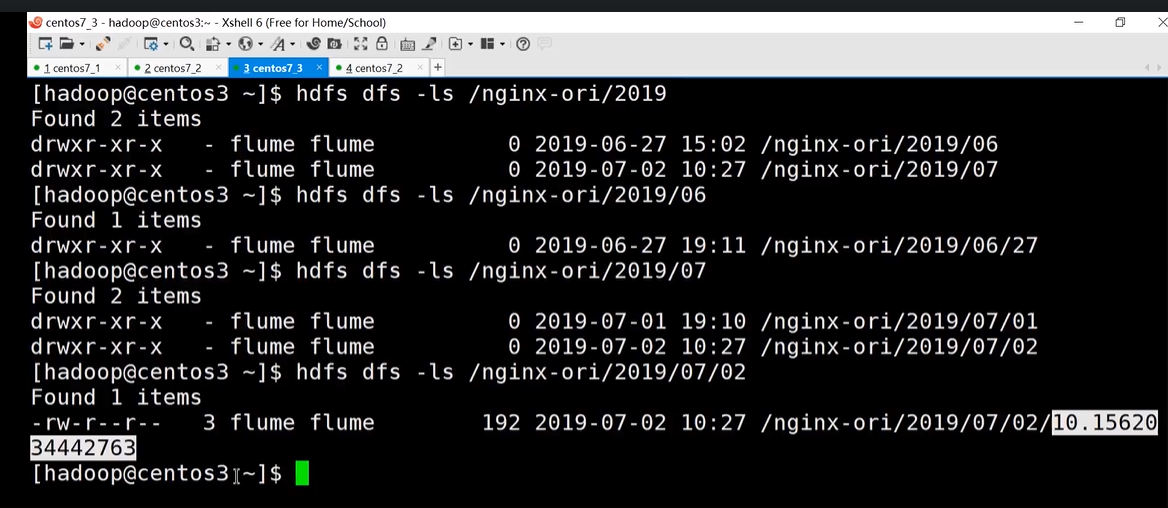 centos7_3 - hadoop@centos3:~ - Xshell 6 (Free for Home/School)
1 centos7_1 2 centos7_2 3 centos7_3 4 centos7_2
[hadoop@centos3 ~]$ hdfs dfs -ls /nginx-ori/2019
Found 2 items
drwxr-xr-x   - flume flume          0 2019-06-27 15:02 /nginx-ori/2019/06
drwxr-xr-x   - flume flume          0 2019-07-02 10:27 /nginx-ori/2019/07
[hadoop@centos3 ~]$ hdfs dfs -ls /nginx-ori/2019/06
Found 1 items
drwxr-xr-x   - flume flume          0 2019-06-27 19:11 /nginx-ori/2019/06/27
[hadoop@centos3 ~]$ hdfs dfs -ls /nginx-ori/2019/07
Found 2 items
drwxr-xr-x   - flume flume          0 2019-07-01 19:10 /nginx-ori/2019/07/01
drwxr-xr-x   - flume flume          0 2019-07-02 10:27 /nginx-ori/2019/07/02
[hadoop@centos3 ~]$ hdfs dfs -ls /nginx-ori/2019/07/02
Found 1 items
-rw-r--r--   3 flume flume        192 2019-07-02 10:27 /nginx-ori/2019/07/02/10.15620
34442763
[hadoop@centos3 ~]$